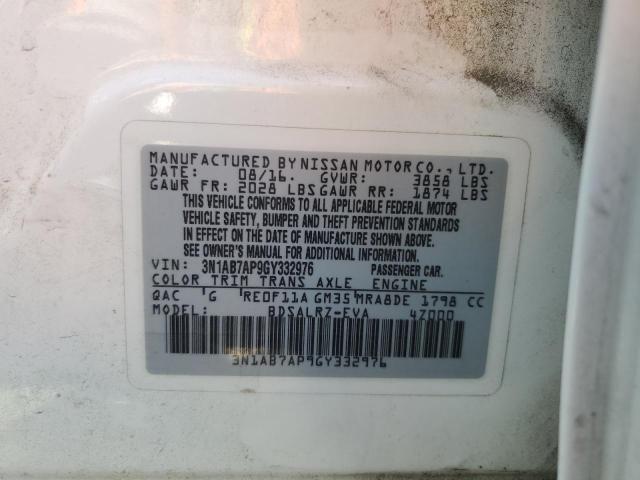 MANUFACTURED BY NISSAN MOTOR CO., LTD.
DATE: 08/16 GVWR: 3858 LBS
GAWR FR: 2028 LBS GAWR RR: 1874 LBS
THIS VEHICLE CONFORMS TO ALL APPLICABLE FEDERAL MOTOR
VEHICLE SAFETY, BUMPER AND THEFT PREVENTION STANDARDS
IN EFFECT ON THE DATE OF MANUFACTURE SHOWN ABOVE.
SEE OWNER'S MANUAL FOR ADDITIONAL INFORMATION
VIN: 3N1AB7AP9GY332976 PASSENGER CAR.
COLOR TRIM TRANS AXLE ENGINE
QAC G RE0F11A GM35 MRA8DE 1798 CC
MODEL: BDSALRZ-EVA 4Z000
3N1AB7AP9GY332976